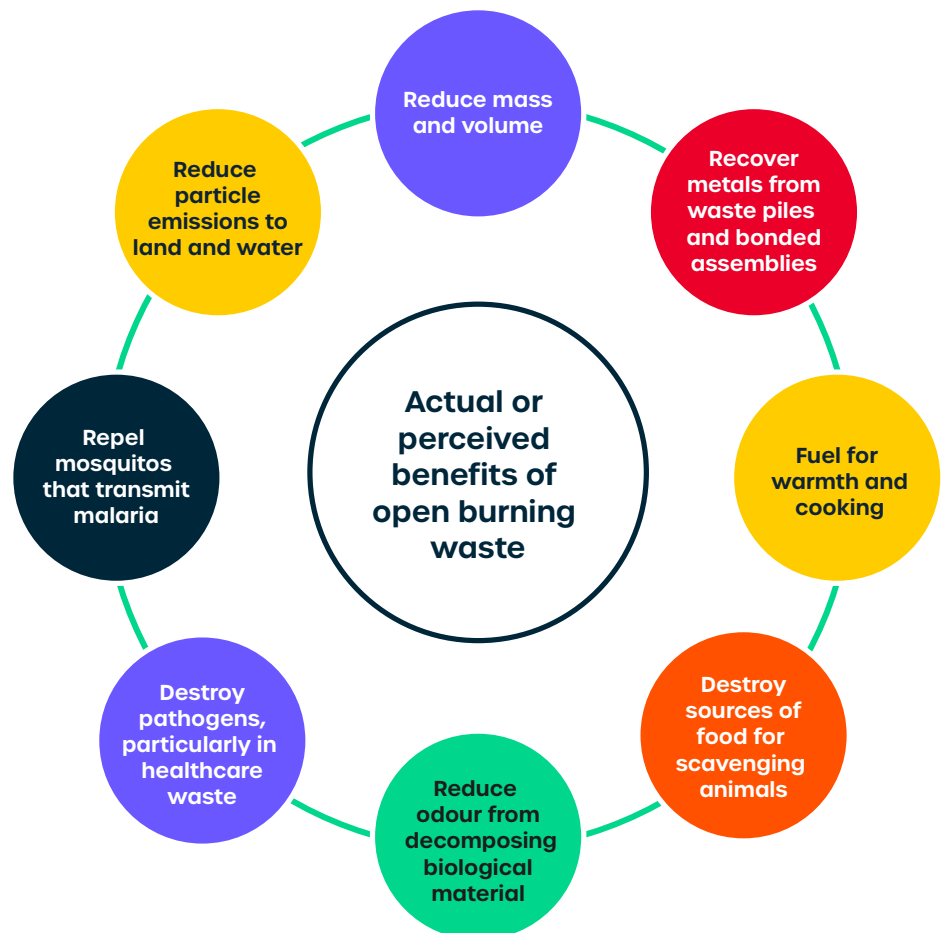 Reduce mass
and volume
Recover
metals from
waste piles
and bonded
assemblies
Fuel for
warmth and
cooking
Destroy
sources of
food for
scavenging
animals
Reduce
odour from
decomposing
biological
material
Destroy
pathogens,
particularly in
healthcare
waste
Repel
mosquitos
that transmit
malaria
Reduce
particle
emissions to
land and water
Actual or
perceived
benefits of
open burning
waste